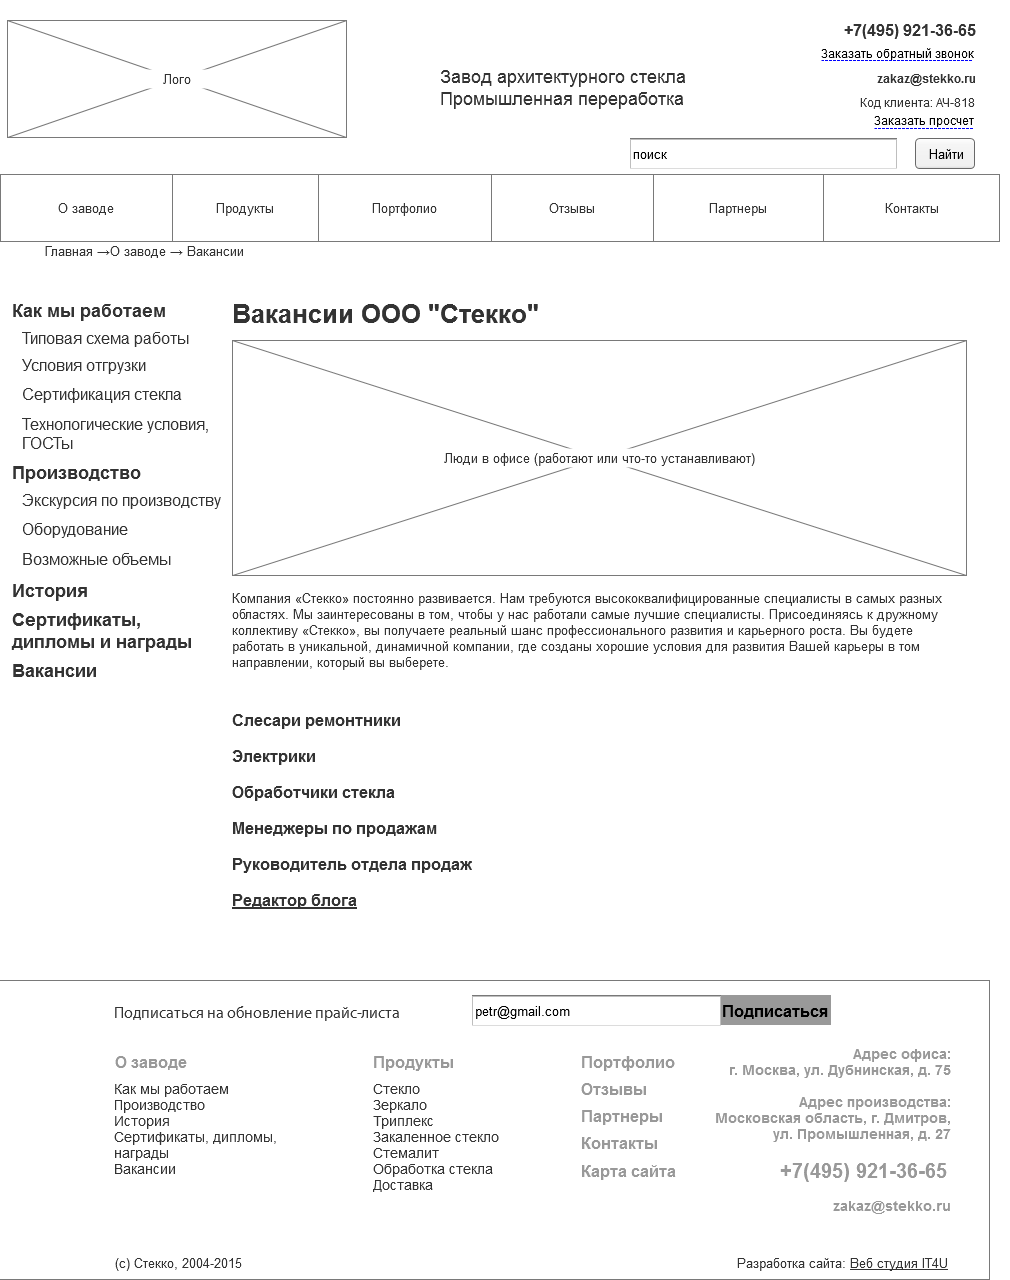 Лого
Завод архитектурного стекла
Промышленная переработка
+7(495) 921-36-65
Заказать обратный звонок
zakaz@stekko.ru
Код клиента: АЧ-818
Заказать просчет
поиск
Найти
О заводе
Продукты
Портфолио
Отзывы
Партнеры
Контакты
Главная →О заводе → Вакансии
Как мы работаем
Типовая схема работы
Условия отгрузки
Сертификация стекла
Технологические условия,
ГОСТы
Производство
Экскурсия по производству
Оборудование
Возможные объемы
История
Сертификаты,
дипломы и награды
Вакансии
Вакансии ООО "Стекко"
Люди в офисе (работают или что-то устанавливают)
Компания «Стекко» постоянно развивается. Нам требуются высококвалифицированные специалисты в самых разных
областях. Мы заинтересованы в том, чтобы у нас работали самые лучшие специалисты. Присоединяясь к дружному
коллективу «Стекко», вы получаете реальный шанс профессионального развития и карьерного роста. Вы будете
работать в уникальной, динамичной компании, где созданы хорошие условия для развития Вашей карьеры в том
направлении, который вы выберете.
Слесари ремонтники
Электрики
Обработчики стекла
Менеджеры по продажам
Руководитель отдела продаж
Редактор блога
Подписаться на обновление прайс-листа
petr@gmail.com
Подписаться
О заводе
Как мы работаем
Производство
История
Сертификаты, дипломы,
награды
Вакансии
Продукты
Стекло
Зеркало
Триплекс
Закаленное стекло
Стемалит
Обработка стекла
Доставка
Портфолио
Отзывы
Партнеры
Контакты
Карта сайта
Адрес офиса:
г. Москва, ул. Дубнинская, д. 75
Адрес производства:
Московская область, г. Дмитров,
ул. Промышленная, д. 27
+7(495) 921-36-65
zakaz@stekko.ru
(с) Стекко, 2004-2015
Разработка сайта: Веб студия IT4U